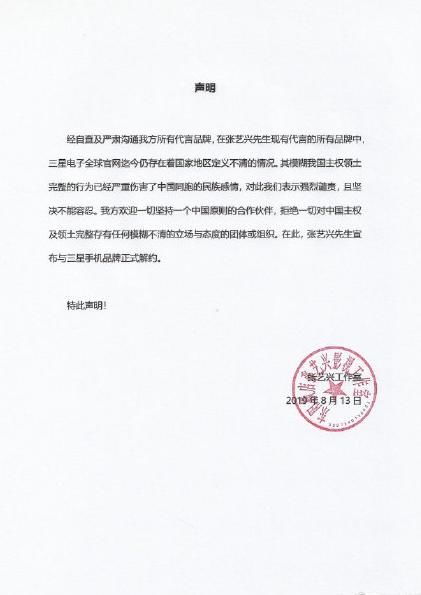 声明
经自查及严肃沟通我方所有代言品牌，在张艺兴先生现有代言的所有品牌中，
三星电子全球官网迄今仍存在着国家地区定义不清的情况。其模糊我国主权领土
完整的行为已经严重伤害了中国同胞的民族感情，对此我们表示强烈谴责，且坚
决不能容忍。我方欢迎一切坚持一个中国原则的合作伙伴，拒绝一切对中国主权
及领土完整存有任何模糊不清的立场与态度的团体或组织。在此，张艺兴先生宣
布与三星手机品牌正式解约。
特此声明！
张艺兴工作室
2019年8月13日